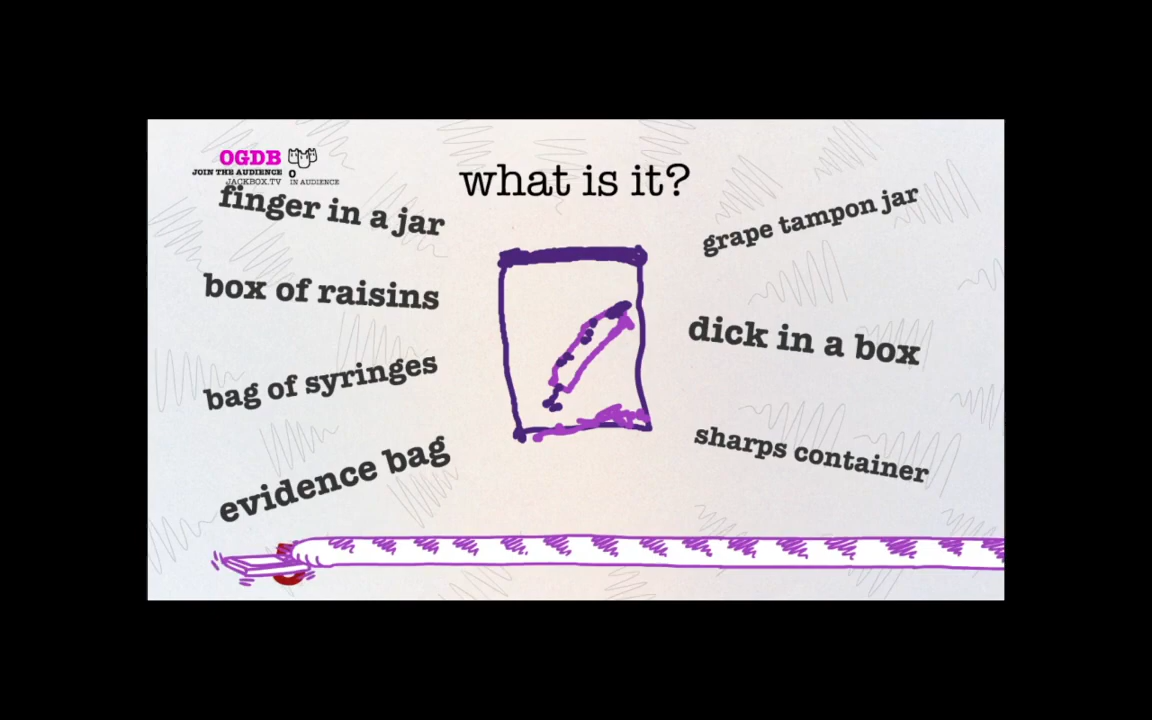 OGDB
JOIN THE AUDIENCE
JACKBOX.TV
0
IN AUDIENCE
what is it?
finger in a jar
box of raisins
bag of syringes
evidence bag
grape tampon jar
dick in a box
sharps container